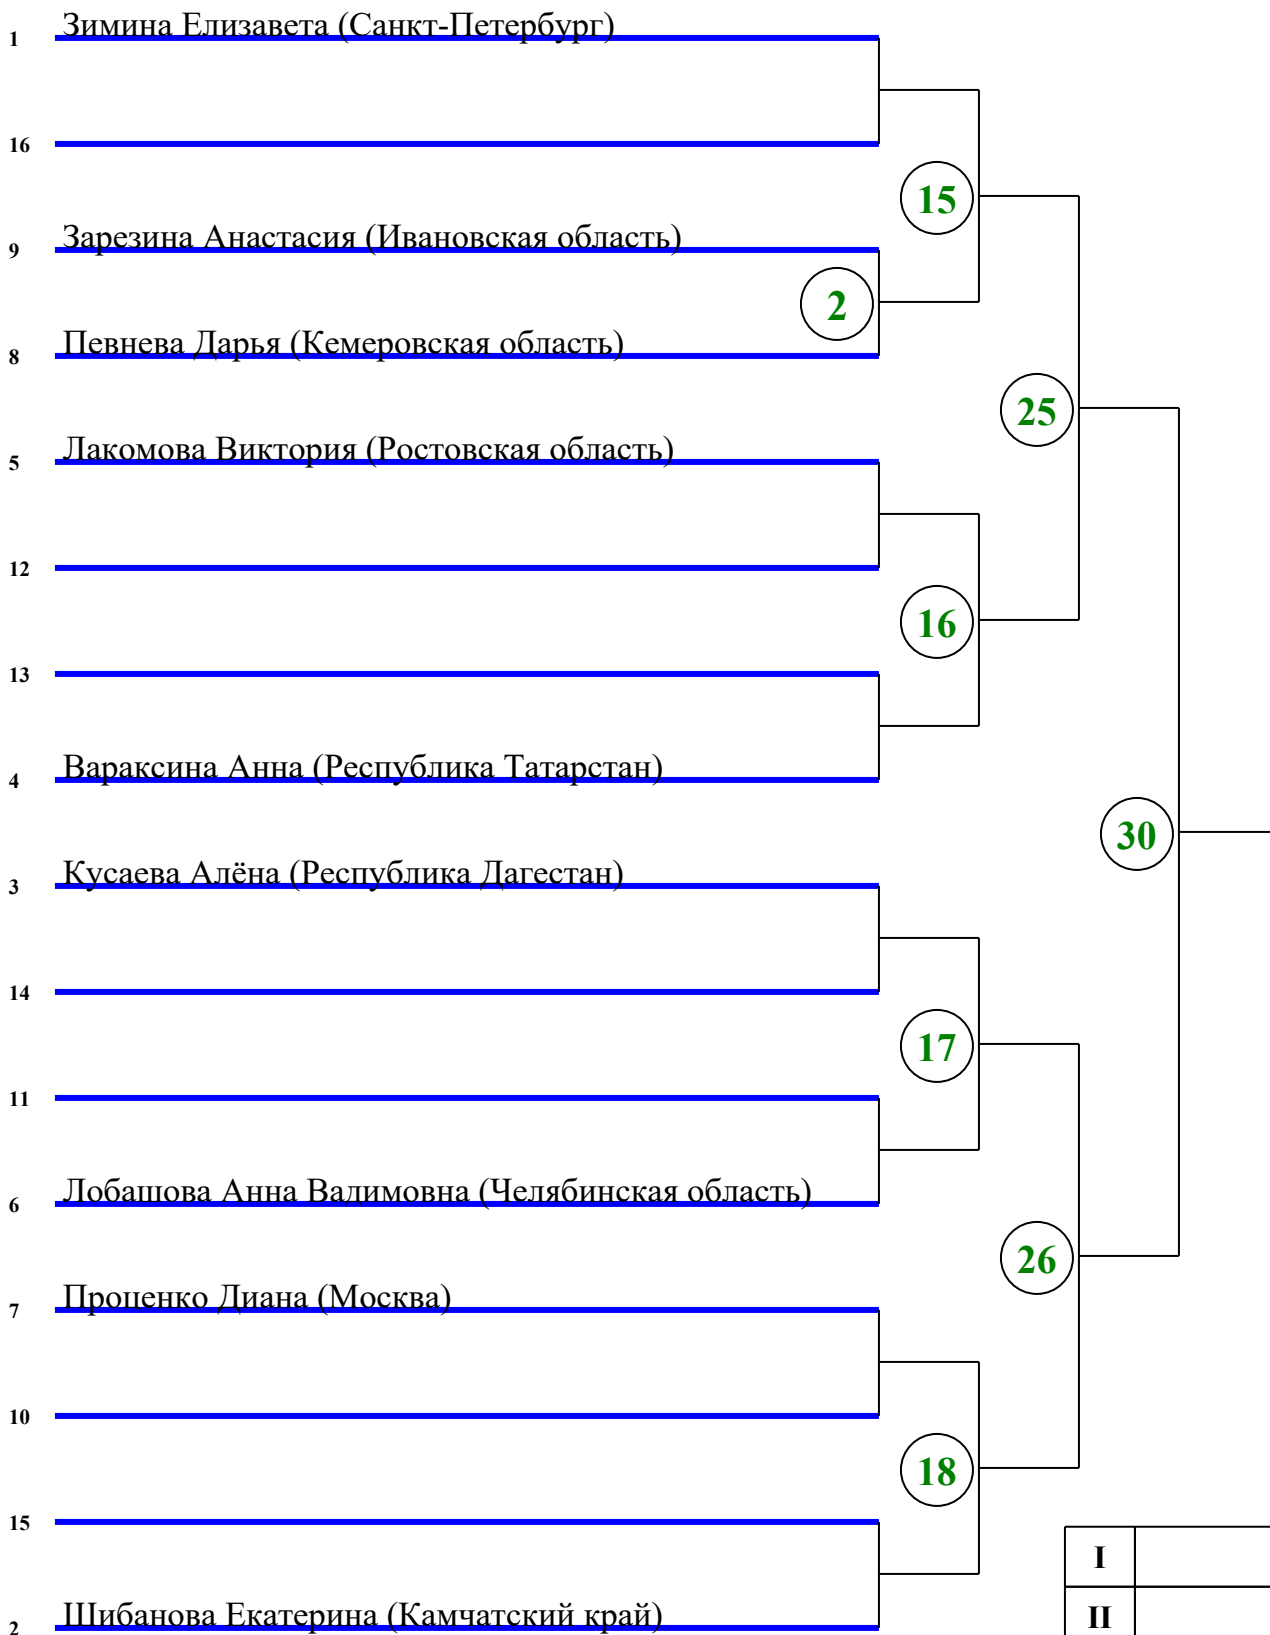 1 Зимина Елизавета (Санкт-Петербург)
16
15
9 Зарезина Анастасия (Ивановская область)
2
8 Певнева Дарья (Кемеровская область)
25
5 Лакомова Виктория (Ростовская область)
12
16
13
4 Вараксина Анна (Республика Татарстан)
30
3 Кусаева Алёна (Республика Дагестан)
14
17
11
6 Лобашова Анна Вадимовна (Челябинская область)
26
7 Проценко Диана (Москва)
10
18
15
I
2 Шибанова Екатерина (Камчатский край)
II